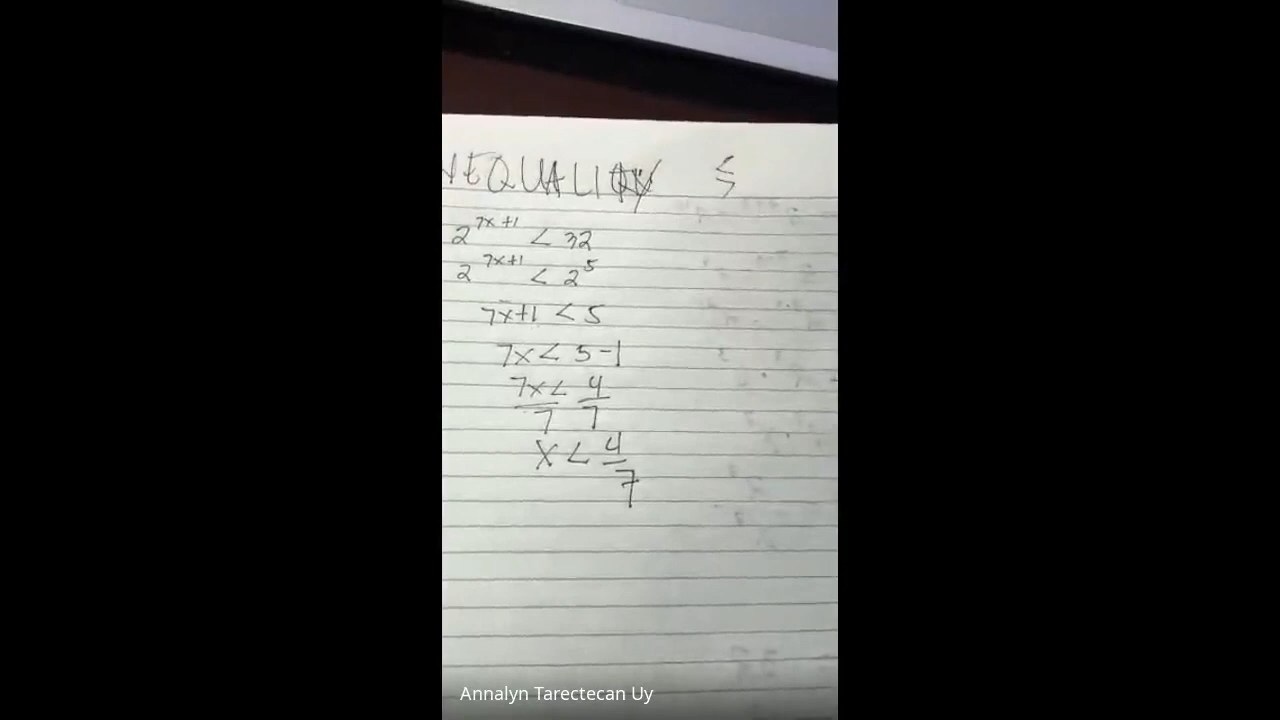 NEQUALITY ≤
2^{7x+1} < 32
2^{7x+1} < 2^5
7x+1 < 5
7x < 5-1
7x/7 < 4/7
x < 4/7
Annalyn Tarectecan Uy